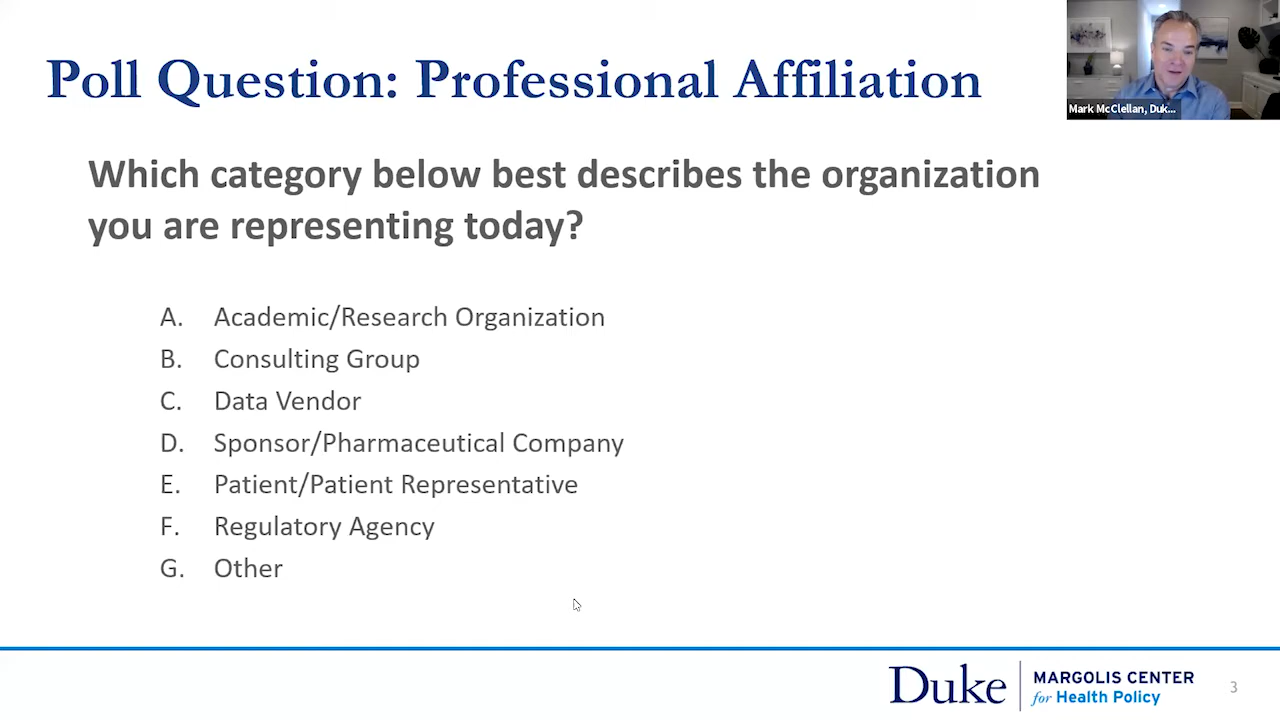 Poll Question: Professional Affiliation
Mark McClellan, Duk...
Which category below best describes the organization
you are representing today?
A. Academic/Research Organization
B. Consulting Group
C. Data Vendor
D. Sponsor/Pharmaceutical Company
E. Patient/Patient Representative
F. Regulatory Agency
G. Other
Duke
MARGOLIS CENTER
for Health Policy
3